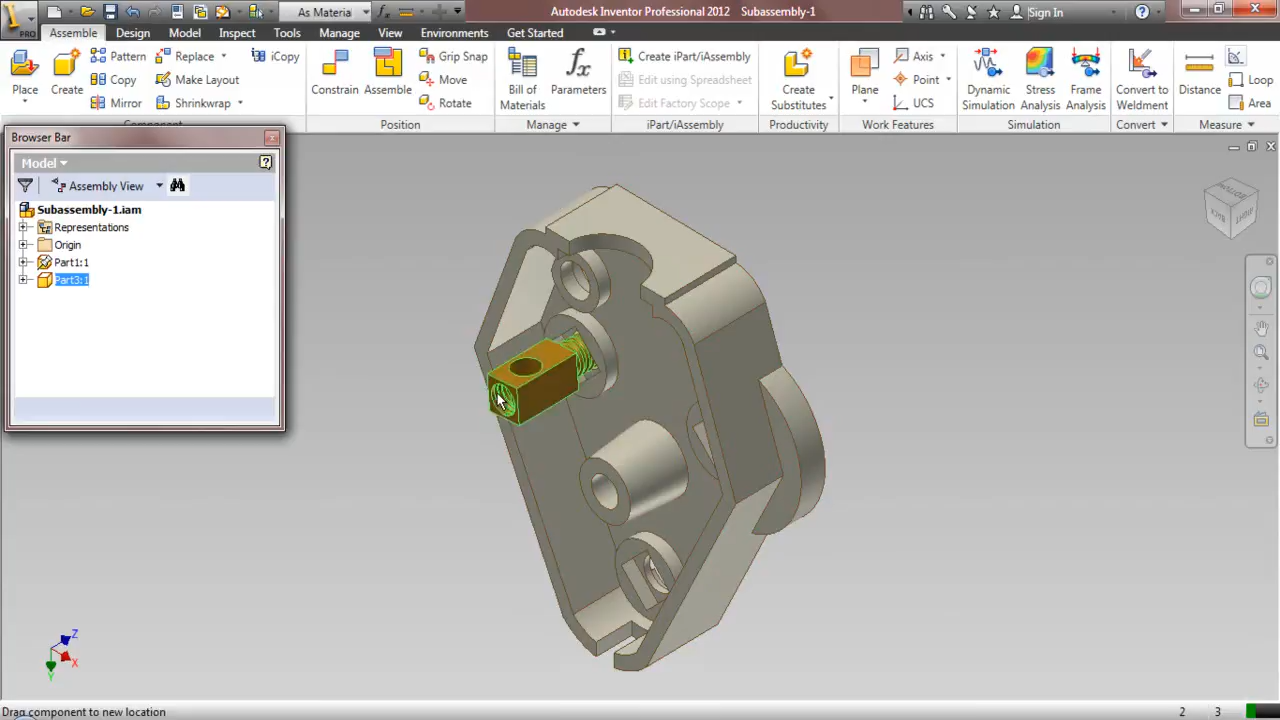 As Materia
Autodesk Inventor Professional 2012 Subassembly-1
Sign In
PRO
Assemble Design Model Inspect Tools Manage View Environments Get Started
Place
Create
Pattern
Copy
Mirror
Replace
Make Layout
Shrinkwrap
iCopy
Constrain
Assemble
Grip Snap
Move
Rotate
Bill of
Materials
Parameters
Create iPart/iAssembly
Edit using Spreadsheet
Edit Factory Scope
Create
Substitutes
Plane
Axis
Point
UCS
Dynamic
Simulation
Stress
Analysis
Frame
Analysis
Convert to
Weldment
Distance
Loop
Area
Component Position Manage iPart/iAssembly Productivity Work Features Simulation Convert Measure
Browser Bar
Model
Assembly View
Subassembly-1.iam
Representations
Origin
Part1:1
Part3:1
BOTTOM
BACK
RIGHT
Z
X
Y
Drag component to new location
2 3